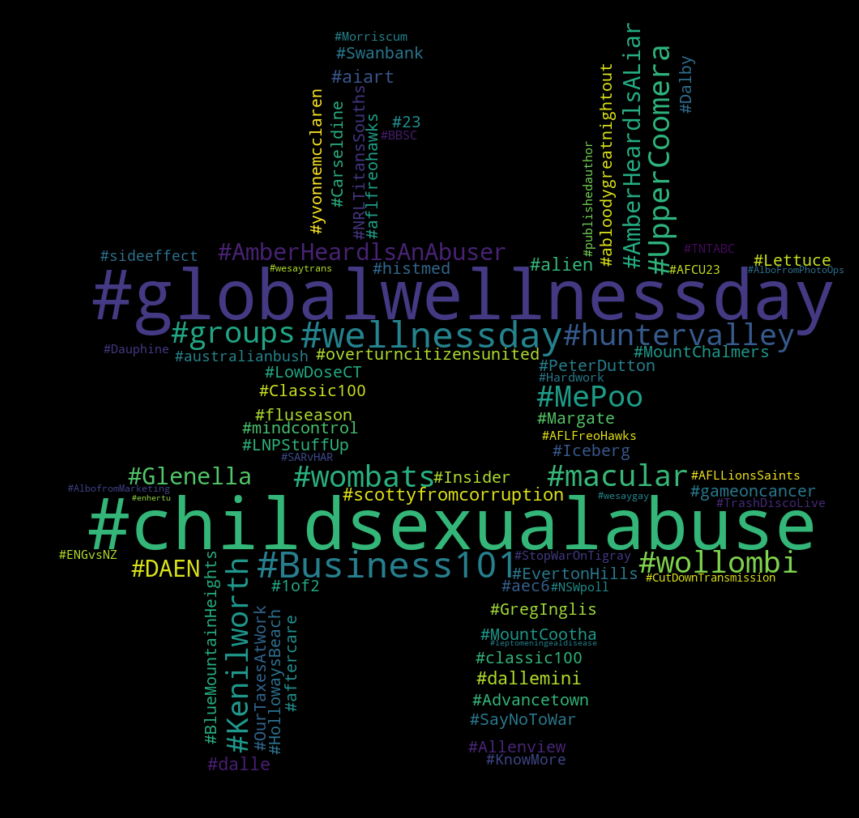 #Morriscum
#Swanbank
#aiart
#yvonnemcclaren
#Carseldine
#NRLTitansSouths
#aflfreohawks
#23
#BBSC
#publishedauthor
#abloodygreatnightout
#AmberHeardlsALiar
#UpperCoomera
#Dalby
#sideeffect
#AmberHeardlsAnAbuser
#wesaytrans
#histmed
#alien
#TNTABC
#AFCU23
#Lettuce
#AlboFromPhotoOps
#globalwellnessday
#groups
#wellnessday
#huntervalley
#Dauphine
#australianbush
#overturncitizensunited
#MountChalmers
#LowDoseCT
#PeterDutton
#Hardwork
#Classic100
#MePoo
#fluseason
#Margate
#mindcontrol
#AFLFreoHawks
#LNPStuffUp
#Iceberg
#SARvHAR
#Glenella
#wombats
#Insider
#macular
#AFLLionsSaints
#AlbofromMarketing
#enhertu
#scottyfromcorruption
#wesaygay
#gameoncancer
#TrashDiscoLive
#childsexualabuse
#ENGvsNZ
#DAEN
#Business101
#StopWarOnTigray
#wollombi
#EvertonHills
#CutDownTransmission
#1of2
#aec6
#NSWpoll
#BlueMountainHeights
#Kenilworth
#OurTaxesAtWork
#HollowaysBeach
#aftercare
#GregInglis
#MountCootha
#leptomeningealdisease
#classic100
#dallemini
#Advancetown
#SayNoToWar
#Allenview
#KnowMore
#dalle